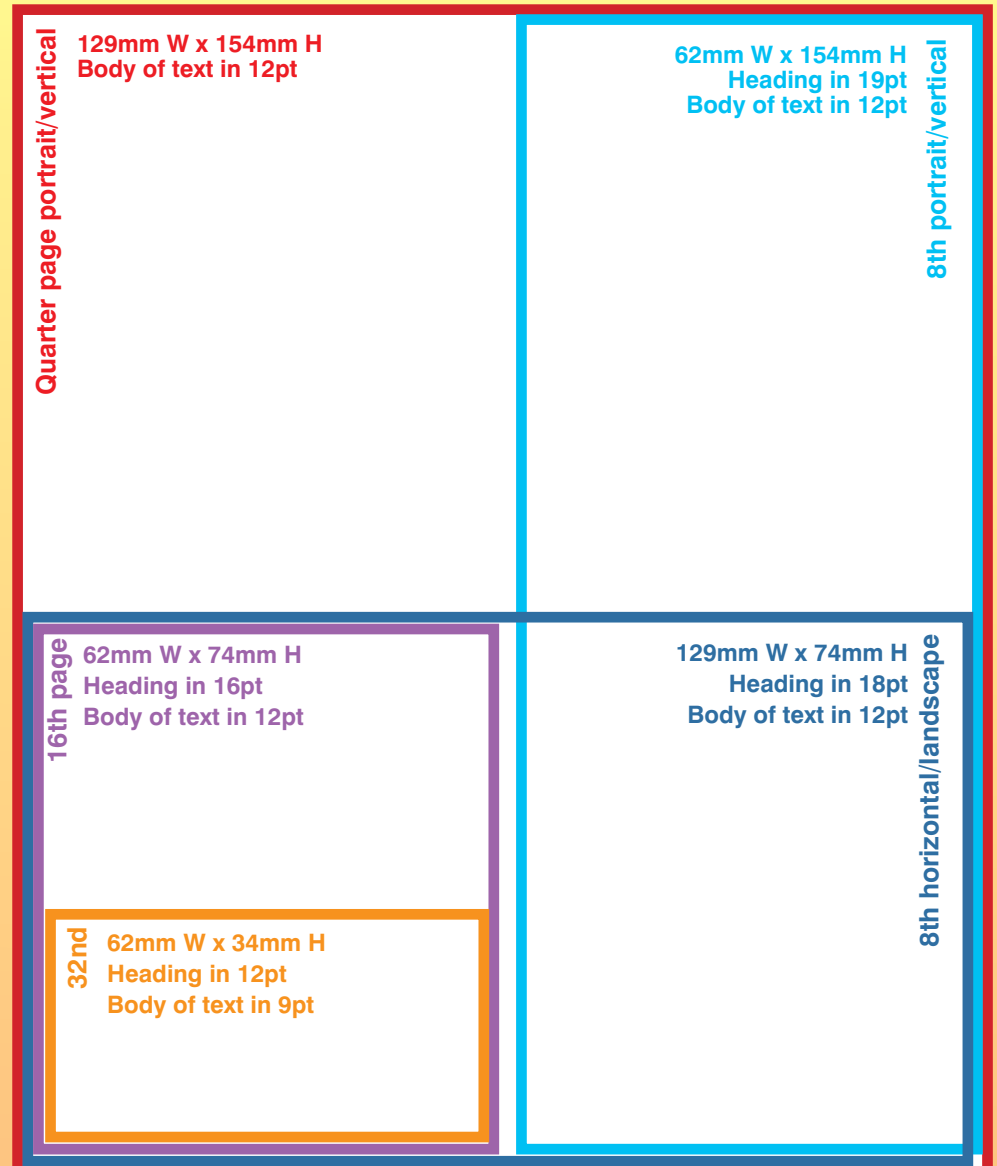 Quarter page portrait/vertical
129mm W x 154mm H
Body of text in 12pt
62mm W x 154mm H
Heading in 19pt
Body of text in 12pt
8th portrait/vertical
16th page
62mm W x 74mm H
Heading in 16pt
Body of text in 12pt
129mm W x 74mm H
Heading in 18pt
Body of text in 12pt
8th horizontal/landscape
32nd
62mm W x 34mm H
Heading in 12pt
Body of text in 9pt